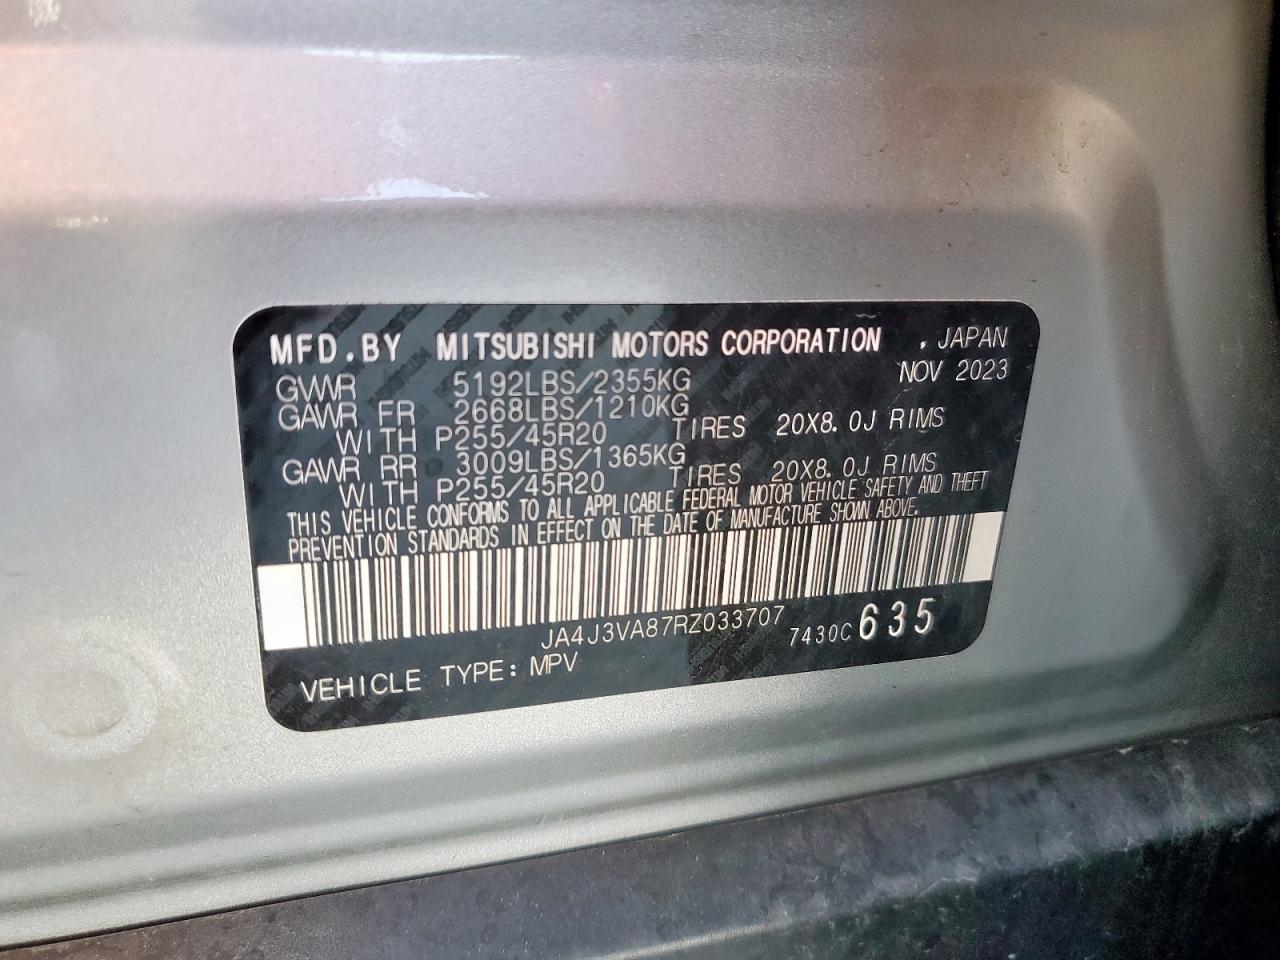 MFD.BY MITSUBISHI MOTORS CORPORATION , JAPAN
GVWR 5192LBS/2355KG NOV 2023
GAWR FR 2668LBS/1210KG
WITH P255/45R20 TIRES 20X8.0J RIMS
GAWR RR 3009LBS/1365KG
WITH P255/45R20 TIRES 20X8.0J RIMS
THIS VEHICLE CONFORMS TO ALL APPLICABLE FEDERAL MOTOR VEHICLE SAFETY AND THEFT
PREVENTION STANDARDS IN EFFECT ON THE DATE OF MANUFACTURE SHOWN ABOVE.
JA4J3VA87RZ033707 7430C 635
VEHICLE TYPE: MPV